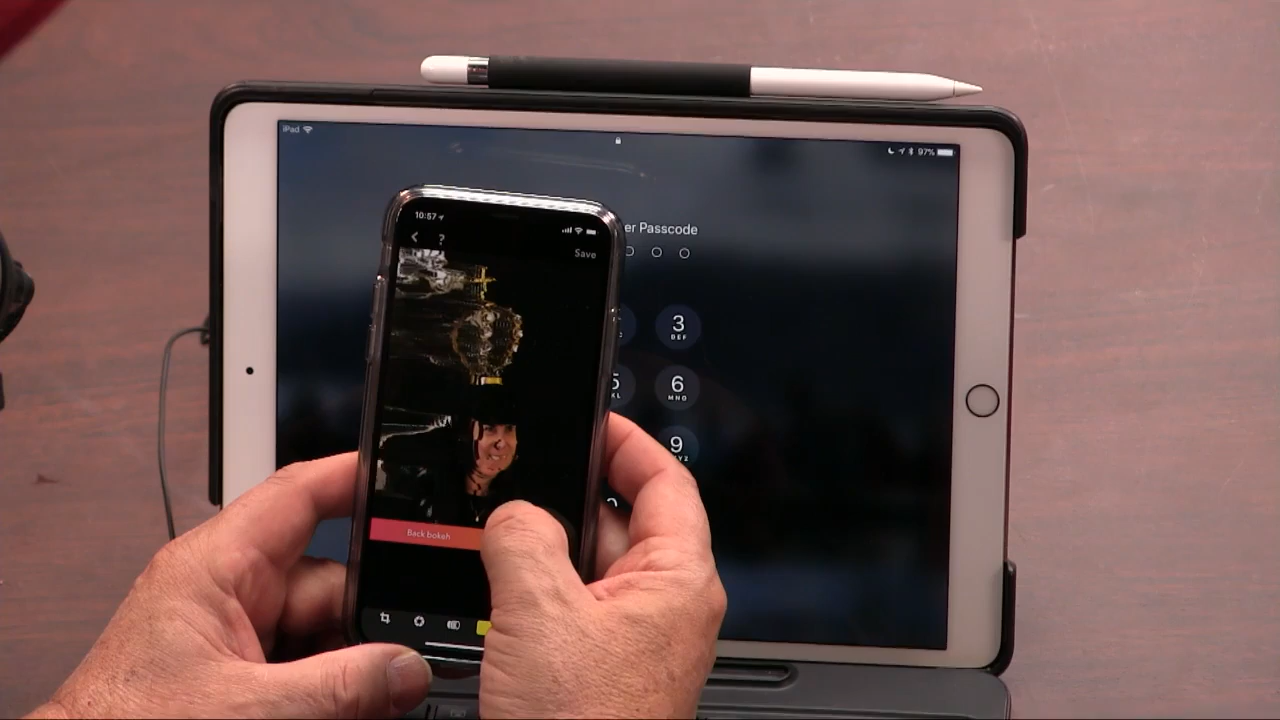 iPad
97%
er Passcode
3
DEF
6
MNO
9
10:57
?
Save
Back bokeh